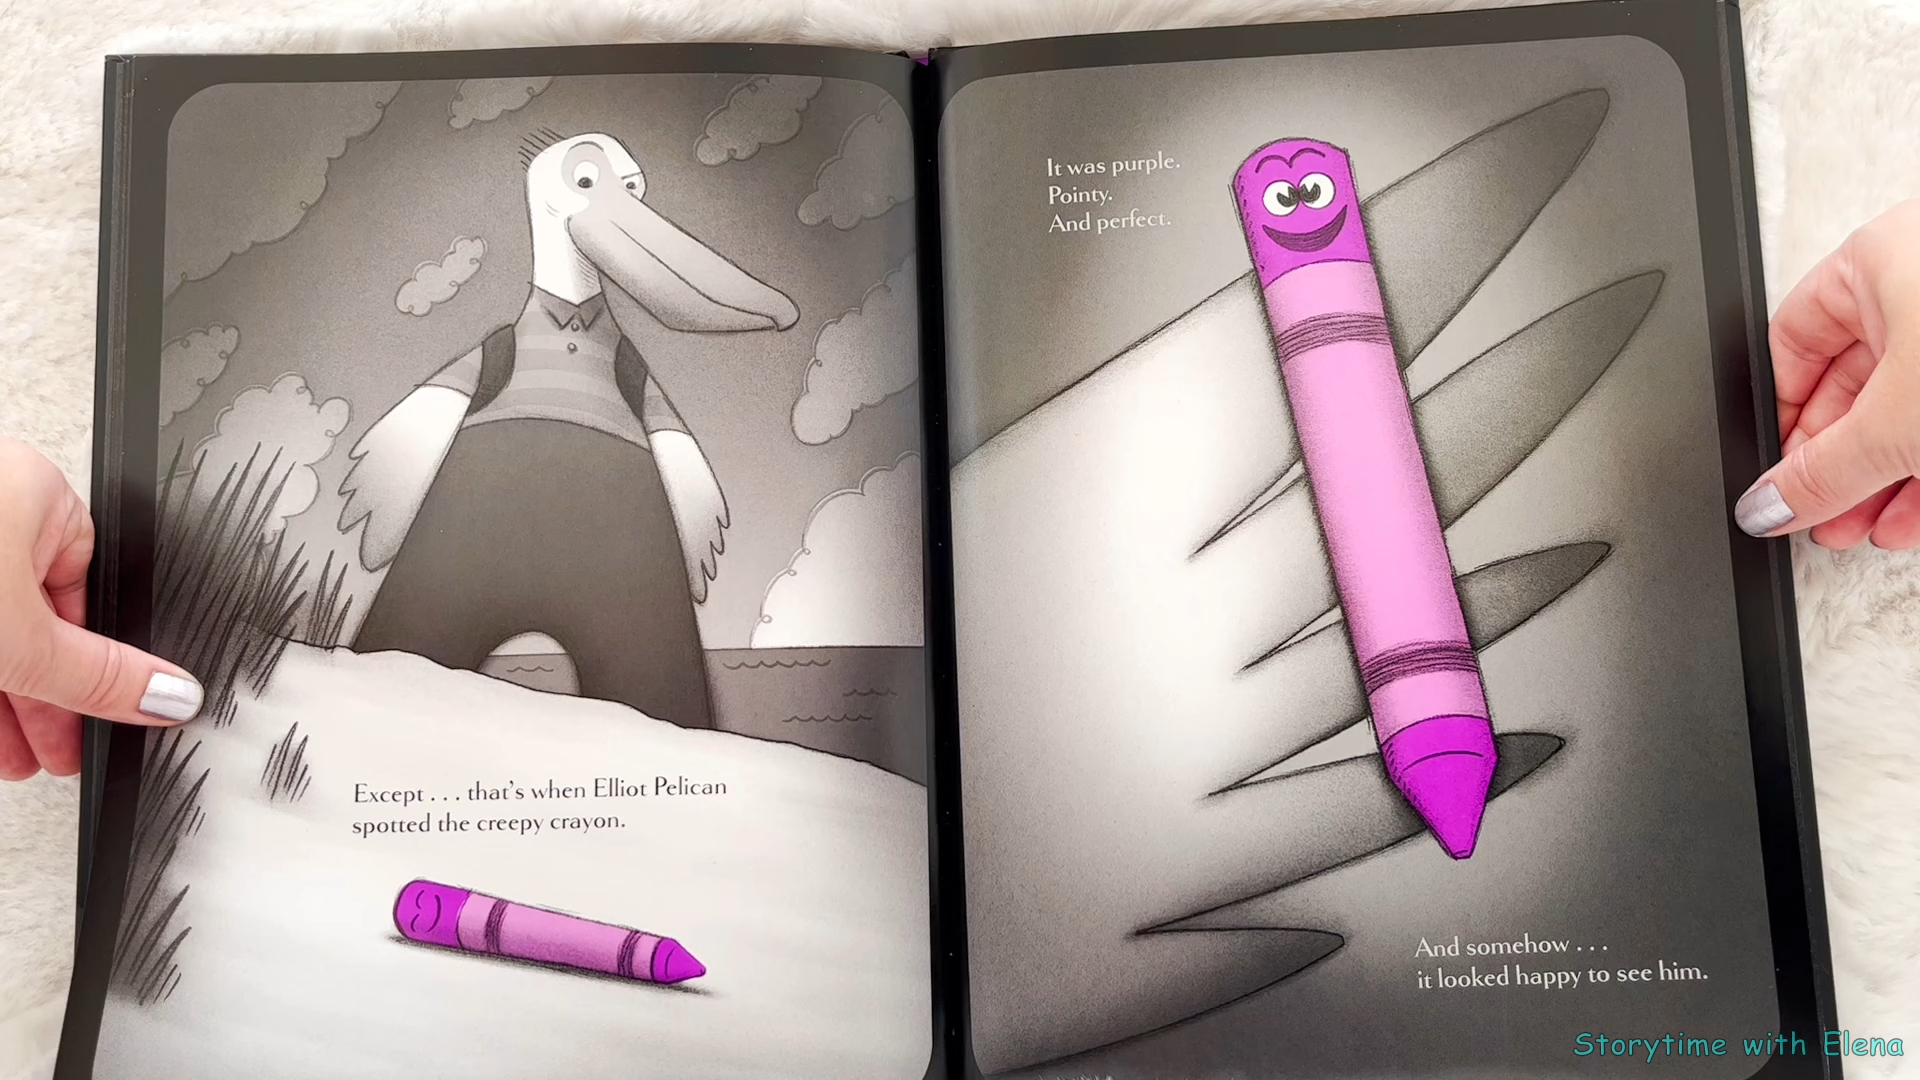 Except . . . that's when Elliot Pelican
spotted the creepy crayon.
It was purple.
Pointy.
And perfect.
And somehow . . .
it looked happy to see him.
Storytime with Elena